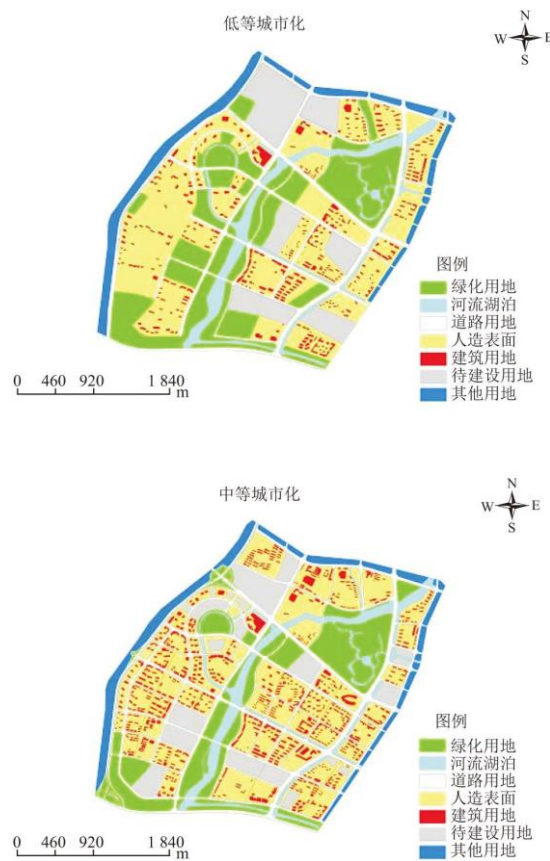 低等城市化
N
W E
S
图例
绿化用地
河流湖泊
道路用地
人造表面
建筑用地
待建设用地
其他用地
0 460 920 1 840
m
中等城市化
N
W E
S
图例
绿化用地
河流湖泊
道路用地
人造表面
建筑用地
待建设用地
其他用地
0 460 920 1 840
m